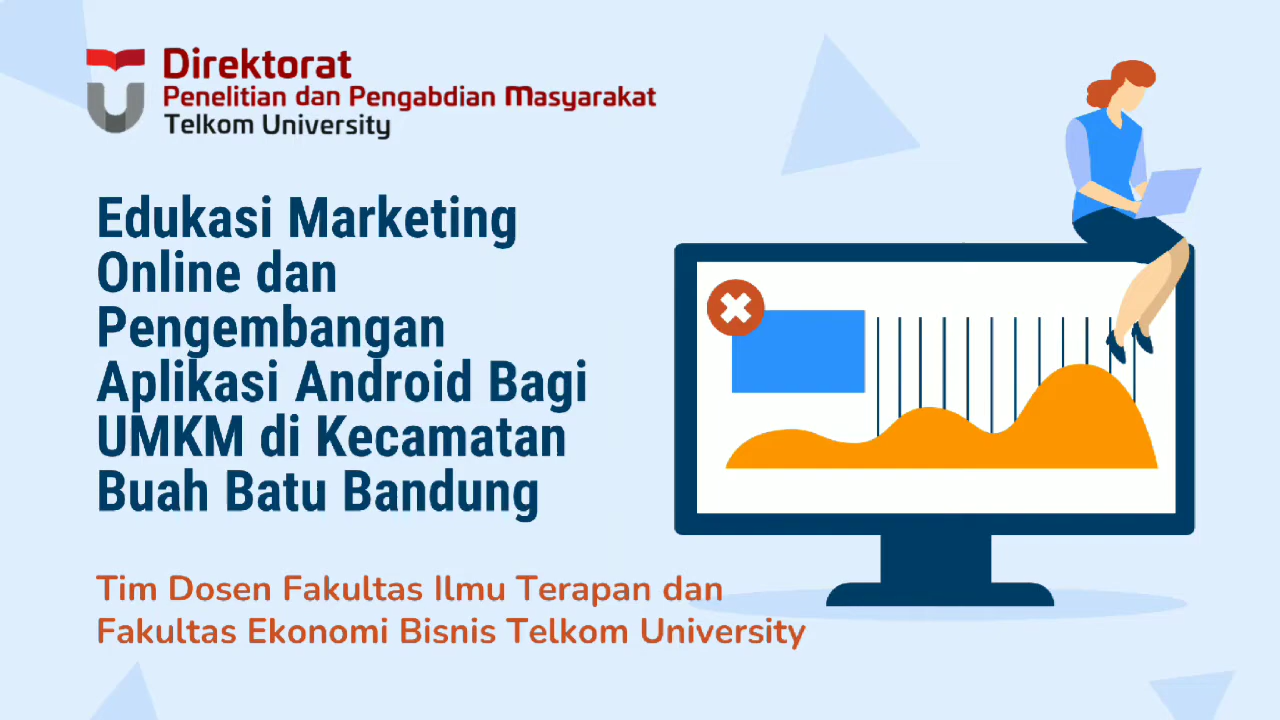 Direktorat
Penelitian dan Pengabdian Masyarakat
Telkom University
Edukasi Marketing
Online dan
Pengembangan
Aplikasi Android Bagi
UMKM di Kecamatan
Buah Batu Bandung
Tim Dosen Fakultas Ilmu Terapan dan
Fakultas Ekonomi Bisnis Telkom University